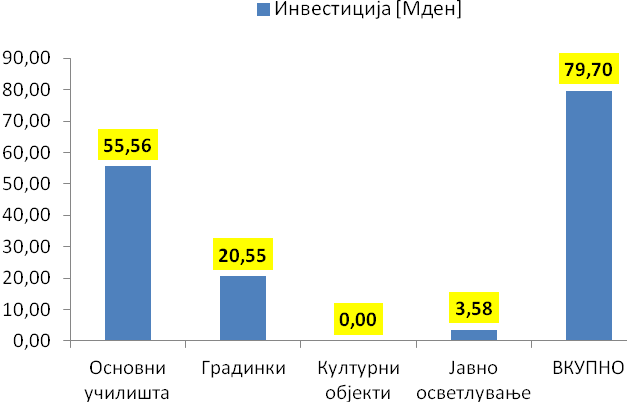 Инвестиција [Мден]
90,00
80,00
70,00
60,00
50,00
40,00
30,00
20,00
10,00
0,00
55,56
20,55
0,00
3,58
79,70
Основни
училишта
Градинки
Културни
објекти
Јавно
осветлување
ВКУПНО